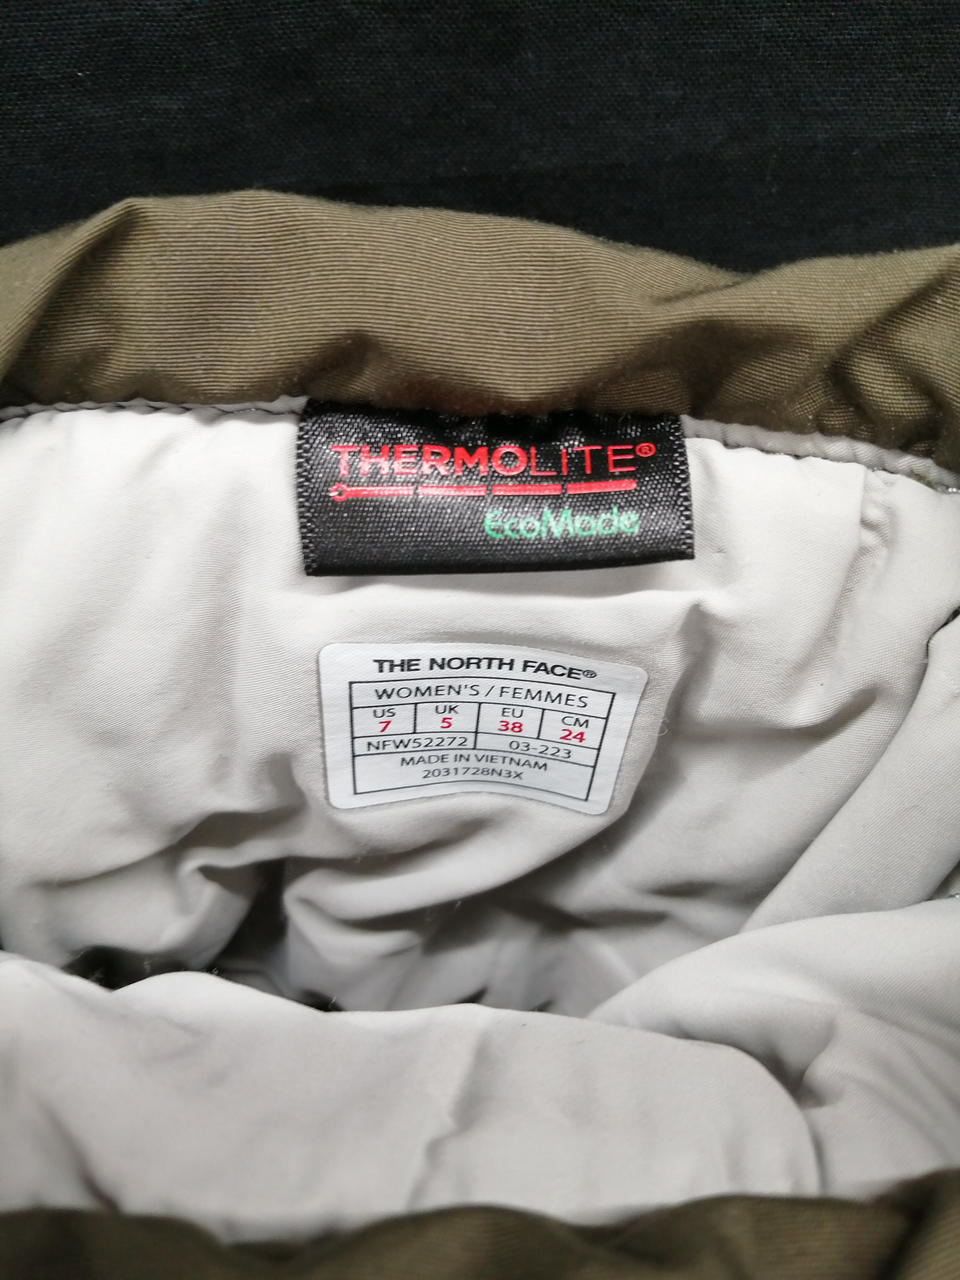 THERMOLITE®
EcoMade
THE NORTH FACE®
WOMEN'S / FEMMES
US UK EU CM
7 5 38 24
NFW52272 03-223
MADE IN VIETNAM
2031728N3X